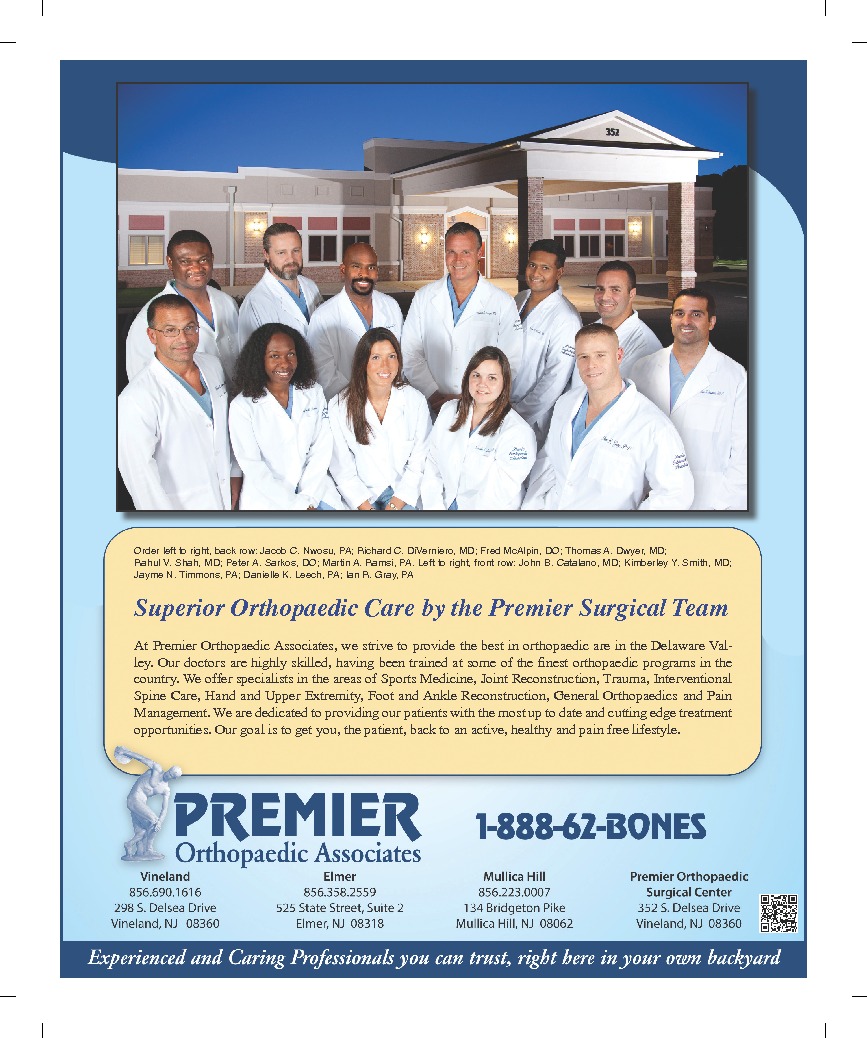 352
Order left to right, back row: Jacob C. Nwosu, PA; Richard C. DiVerniero, MD; Fred McAlpin, DO; Thomas A. Dwyer, MD;
Rahul V. Shah, MD; Peter A. Sarkos, DO; Martin A. Ramsi, PA. Left to right, front row: John B. Catalano, MD; Kimberley Y. Smith, MD;
Jayme N. Timmons, PA; Danielle K. Leech, PA; Ian R. Gray, PA
Superior Orthopaedic Care by the Premier Surgical Team
At Premier Orthopaedic Associates, we strive to provide the best in orthopaedic are in the Delaware Val-
ley. Our doctors are highly skilled, having been trained at some of the finest orthopaedic programs in the
country. We offer specialists in the areas of Sports Medicine, Joint Reconstruction, Trauma, Interventional
Spine Care, Hand and Upper Extremity, Foot and Ankle Reconstruction, General Orthopaedics and Pain
Management. We are dedicated to providing our patients with the most up to date and cutting edge treatment
opportunities. Our goal is to get you, the patient, back to an active, healthy and pain free lifestyle.
PREMIER
Orthopaedic Associates
1-888-62-BONES
Vineland
856.690.1616
298 S. Delsea Drive
Vineland, NJ 08360
Elmer
856.358.2559
525 State Street, Suite 2
Elmer, NJ 08318
Mullica Hill
856.223.0007
134 Bridgeton Pike
Mullica Hill, NJ 08062
Premier Orthopaedic
Surgical Center
352 S. Delsea Drive
Vineland, NJ 08360
Experienced and Caring Professionals you can trust, right here in your own backyard